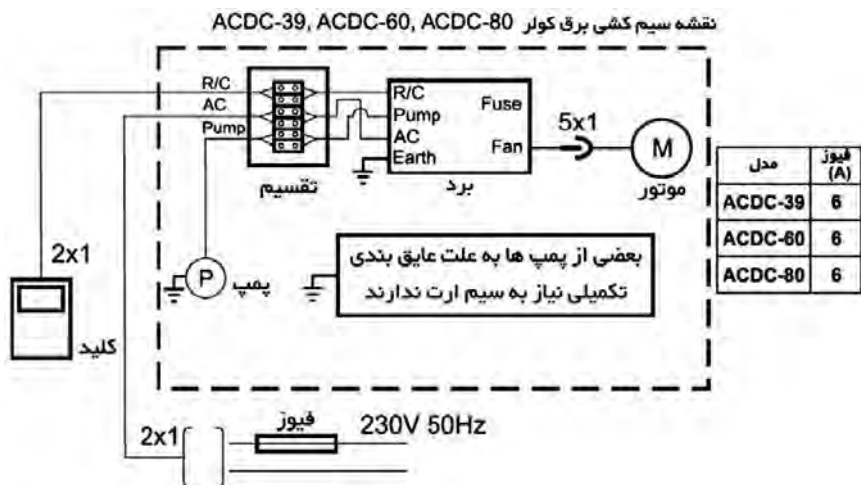 نقشه سیم کشی برق کولر ACDC-39, ACDC-60, ACDC-80
R/C
AC
Pump
تقسیم
R/C
Pump
AC
Earth
Fuse
Fan
برد
5x1
M
موتور
مدل
فیوز (A)
ACDC-39 6
ACDC-60 6
ACDC-80 6
2x1
کلید
P
پمپ
بعضی از پمپ ها به علت عایق بندی
تکمیلی نیاز به سیم ارت ندارند
2x1
فیوز
230V 50Hz